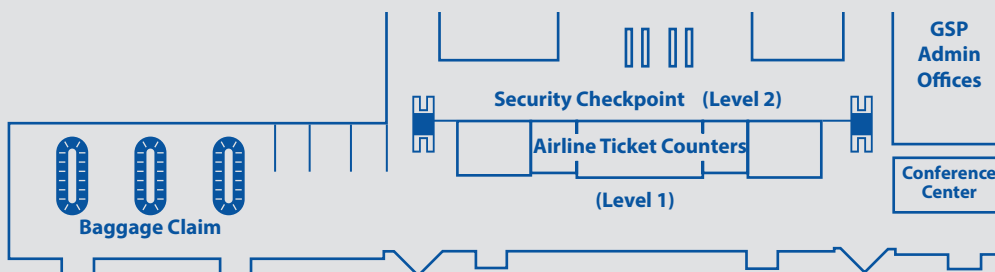 GSP
Admin
Offices
Security Checkpoint (Level 2)
Airline Ticket Counters
Conference
Center
(Level 1)
Baggage Claim